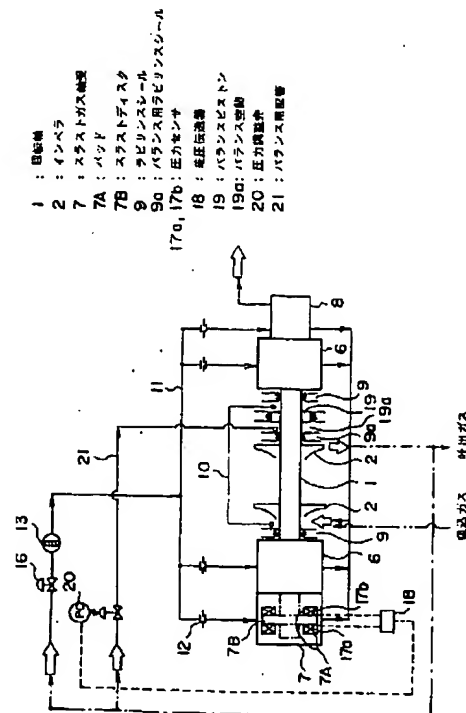 1 : 回転軸
2 : インペラ
7 : スラストガス軸受
7A : パッド
7B : スラストディスク
9 : ラビリンスシール
9a : バランス用ラビリンスシール
17a, 17b : 圧力センサ
18 : 差圧伝送器
19 : バランスピストン
19a : バランス空間
20 : 圧力調整弁
21 : バランス用配管
16
13
20
PC
21
11
8
6
12
10
9
19
19a
9a
2
1
2
9
6
7B
7
7A
17b
17b
18
吸込ガス
吐出ガス